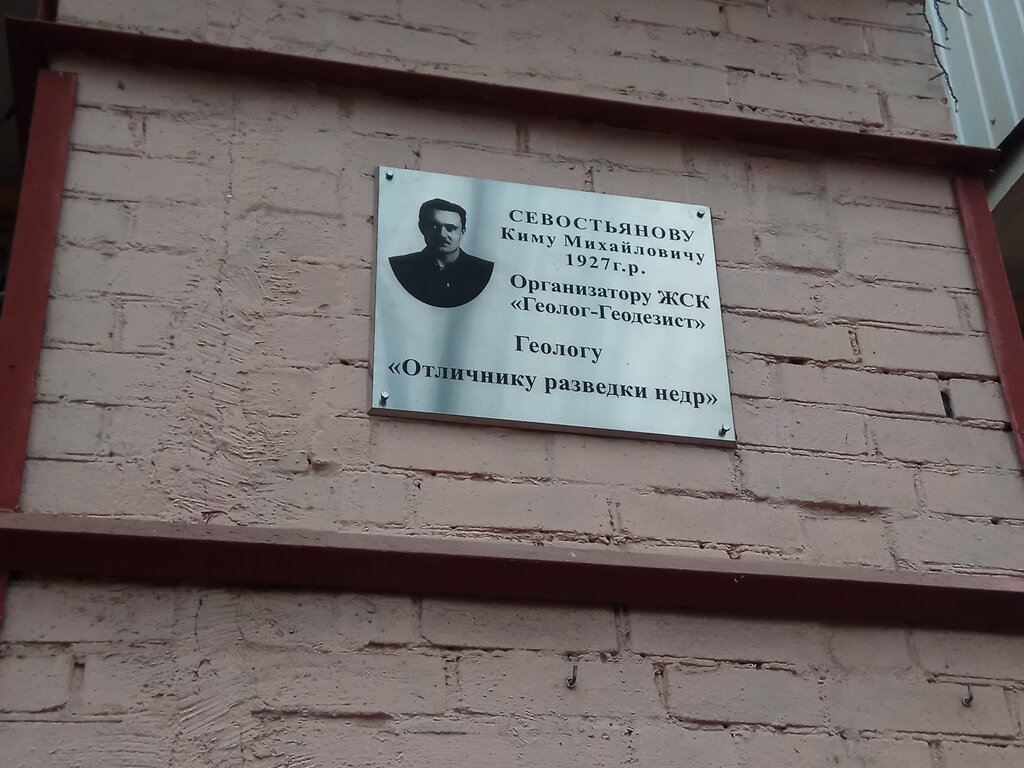 СЕВОСТЬЯНОВУ
Киму Михайловичу
1927г.р.
Организатору ЖСК
«Геолог-Геодезист»
Геологу
«Отличнику разведки недр»